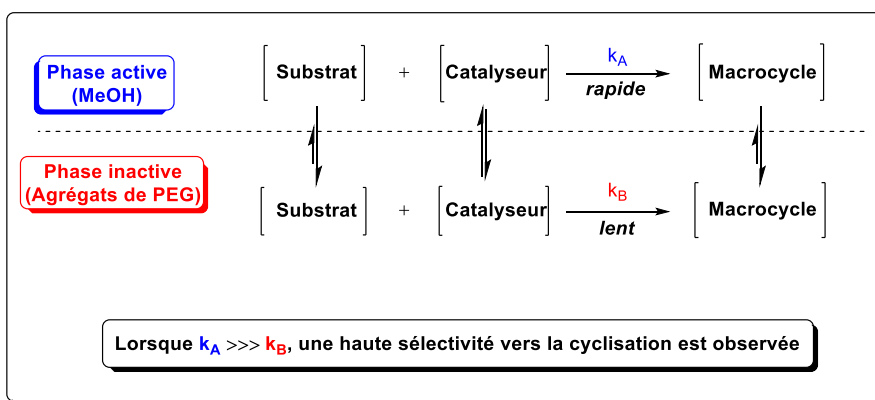 Phase active
(MeOH)
Substrat + Catalyseur kA rapide Macrocycle
Phase inactive
(Agrégats de PEG)
Substrat + Catalyseur kB lent Macrocycle
Lorsque kA >>> kB, une haute sélectivité vers la cyclisation est observée